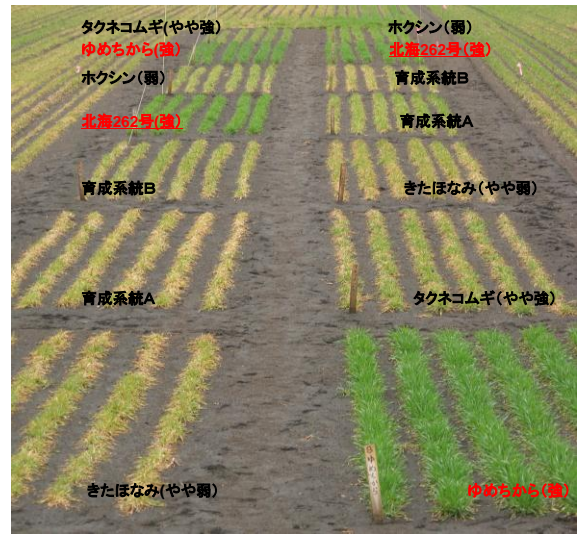 タクネコムギ(やや強)
ホクシン(弱)
ゆめちから(強)
北海262号(強)
ホクシン(弱)
育成系統B
北海262号(強)
育成系統A
育成系統B
きたほなみ(やや弱)
育成系統A
タクネコムギ(やや強)
きたほなみ(やや弱)
ゆめちから(強)